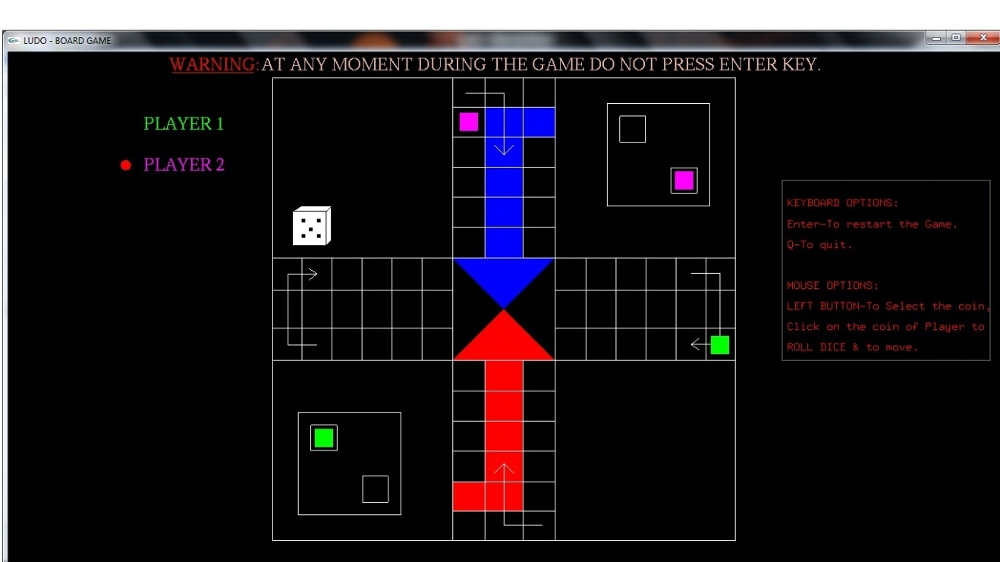 LUDO - BOARD GAME
WARNING:AT ANY MOMENT DURING THE GAME DO NOT PRESS ENTER KEY.
PLAYER 1
PLAYER 2
KEYBOARD OPTIONS:
Enter-To restart the Game.
Q-To quit.
MOUSE OPTIONS:
LEFT BUTTON-To Select the coin,
Click on the coin of Player to
ROLL DICE & to move.